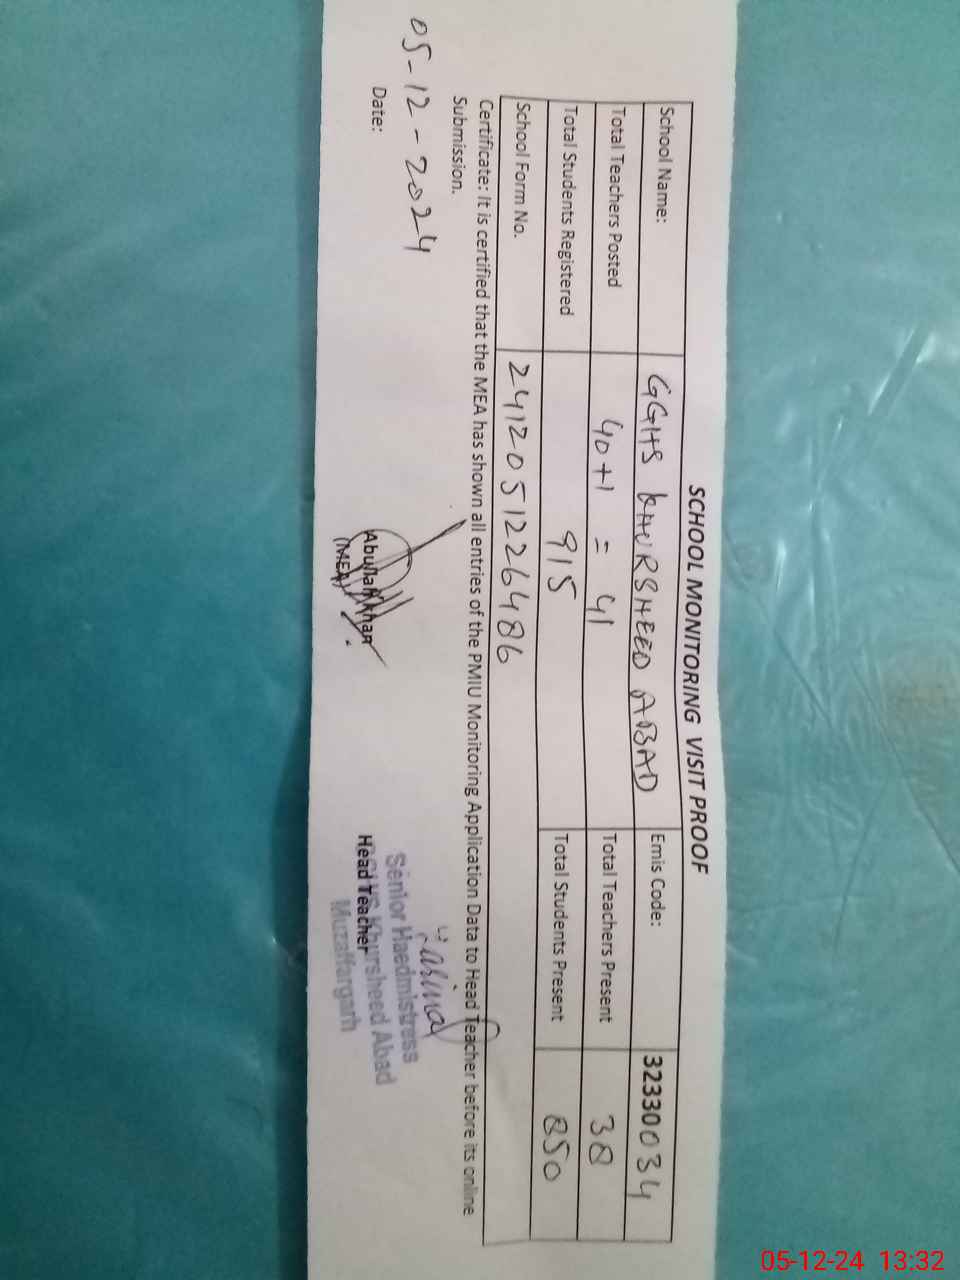 SCHOOL MONITORING VISIT PROOF
School Name: GGHS KHURSHEED ABAD Emis Code: 32330034
Total Teachers Posted 40+1 = 41 Total Teachers Present 38
Total Students Registered 915 Total Students Present 850
School Form No. 2412051226486
Certificate: It is certified that the MEA has shown all entries of the PMIU Monitoring Application Data to Head Teacher before its online
Submission.
05-12-2024
Date:
Abullah Khan
(MEA)
Senior Haedmistress
Head Teacher
Khursheed Abad
Muzaffargarh
05-12-24 13:32